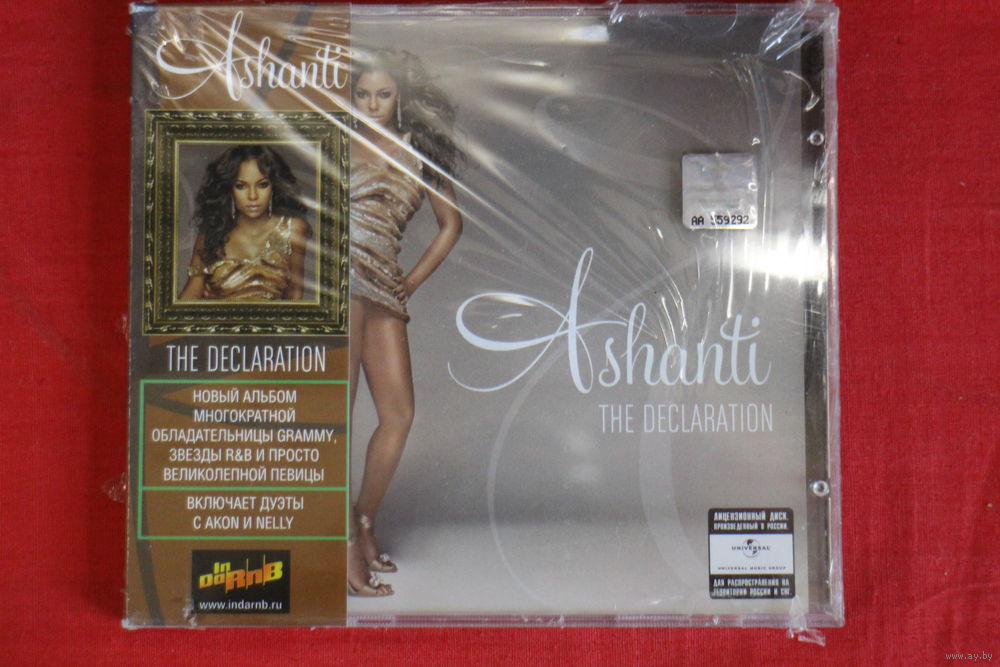 Ashanti
THE DECLARATION
НОВЫЙ АЛЬБОМ
МНОГОКРАТНОЙ
ОБЛАДАТЕЛЬНИЦЫ GRAMMY,
ЗВЕЗДЫ R&B И ПРОСТО
ВЕЛИКОЛЕПНОЙ ПЕВИЦЫ
ВКЛЮЧАЕТ ДУЭТЫ
С AKON И NELLY
In
DaRnB
www.indarnb.ru
AA 559292
Ashanti
THE DECLARATION
ЛИЦЕНЗИОННЫЙ ДИСК.
ПРОИЗВЕДЕННЫЙ В РОССИИ.
UNIVERSAL
UNIVERSAL MUSIC GROUP
ДЛЯ РАСПРОСТРАНЕНИЯ НА
ТЕРРИТОРИИ РОССИИ И СНГ
www.ay.by